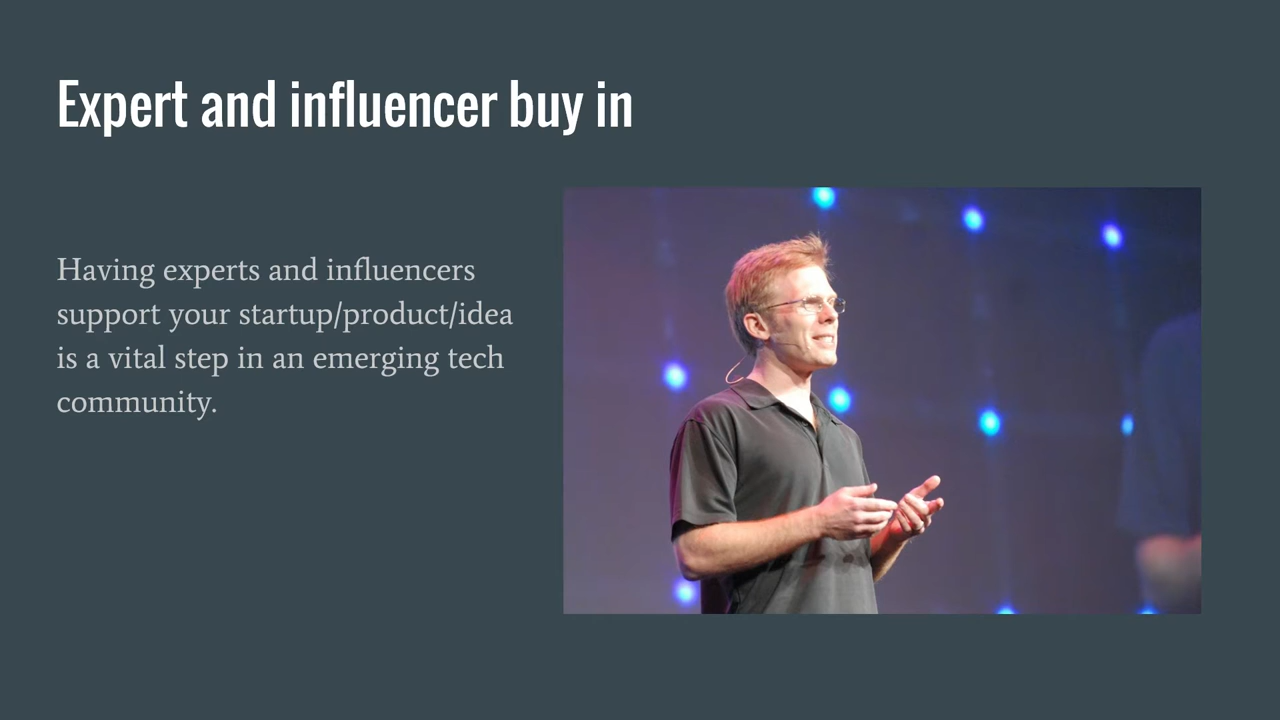 Expert and influencer buy in
Having experts and influencers
support your startup/product/idea
is a vital step in an emerging tech
community.